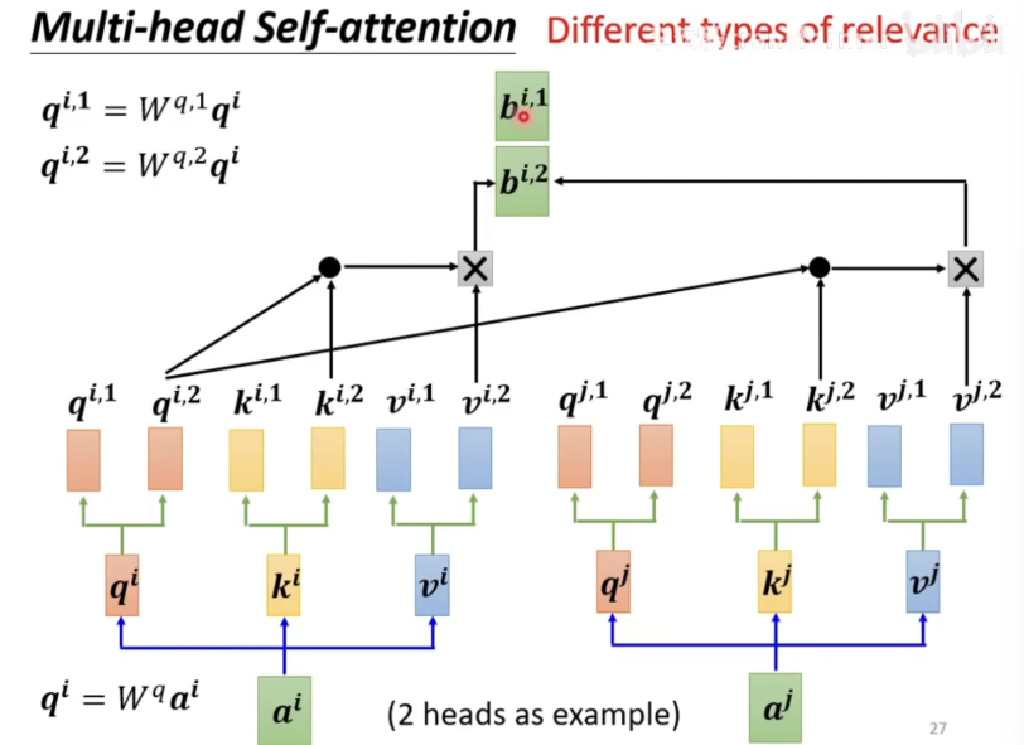 Multi-head Self-attention Different types of relevance
q^{i,1} = W^{q,1}q^i
q^{i,2} = W^{q,2}q^i
b^{i,1}
b^{i,2}
q^{i,1} q^{i,2} k^{i,1} k^{i,2} v^{i,1} v^{i,2} q^{j,1} q^{j,2} k^{j,1} k^{j,2} v^{j,1} v^{j,2}
q^i k^i v^i q^j k^j v^j
q^i = W^q a^i
a^i (2 heads as example) a^j
27